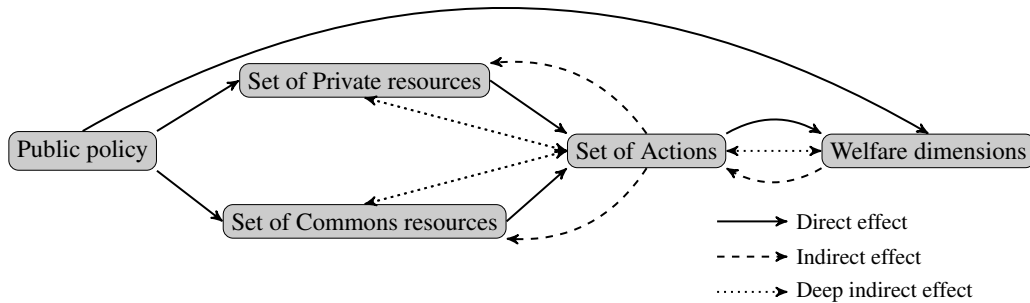 Set of Private resources
Public policy
Set of Actions
Welfare dimensions
Set of Commons resources
Direct effect
Indirect effect
Deep indirect effect